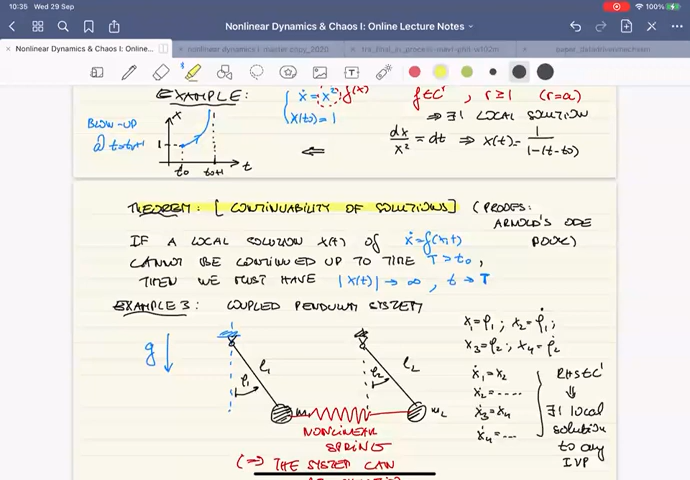 10:35 Wed 29 Sep
100%
Nonlinear Dynamics & Chaos I: Online Lecture Notes
Nonlinear Dynamics & Chaos I: Online...
nonlinear dynamics I_master copy_2020
EXAMPLE:
ẋ = x² f(x)
x(t0) = 1
f ∈ C^r, r ≥ 1 (r = a)
⇒ ∃! LOCAL SOLUTION
dx/x² = dt ⇒ x(t) = 1/(1-(t-t0))
⇐
BLOW-UP
@ t=t0+1
x
1
t0
t0+1
t
THEOREM: [CONTINUABILITY OF SOLUTIONS] (PROOFS:
ARNOLD'S ODE
BOOK)
IF A LOCAL SOLUTION x(t) OF ẋ=f(x,t)
CANNOT BE CONTINUED UP TO TIME T>t0,
THEN WE MUST HAVE |x(t)| → ∞, t → T
EXAMPLE 3: COUPLED PENDULUM SYSTEM
x1=φ1; x2=φ̇1;
x3=φ2; x4=φ̇2
g
φ1
l1
φ2
l2
m2
NONLINEAR
SPRING
(⇒ THE SYSTEM CAN
ẋ1=x2
ẋ2=.....
ẋ3=x4
ẋ4=...
RHS∈C¹
⇓
∃! local
solution
to any
IVP